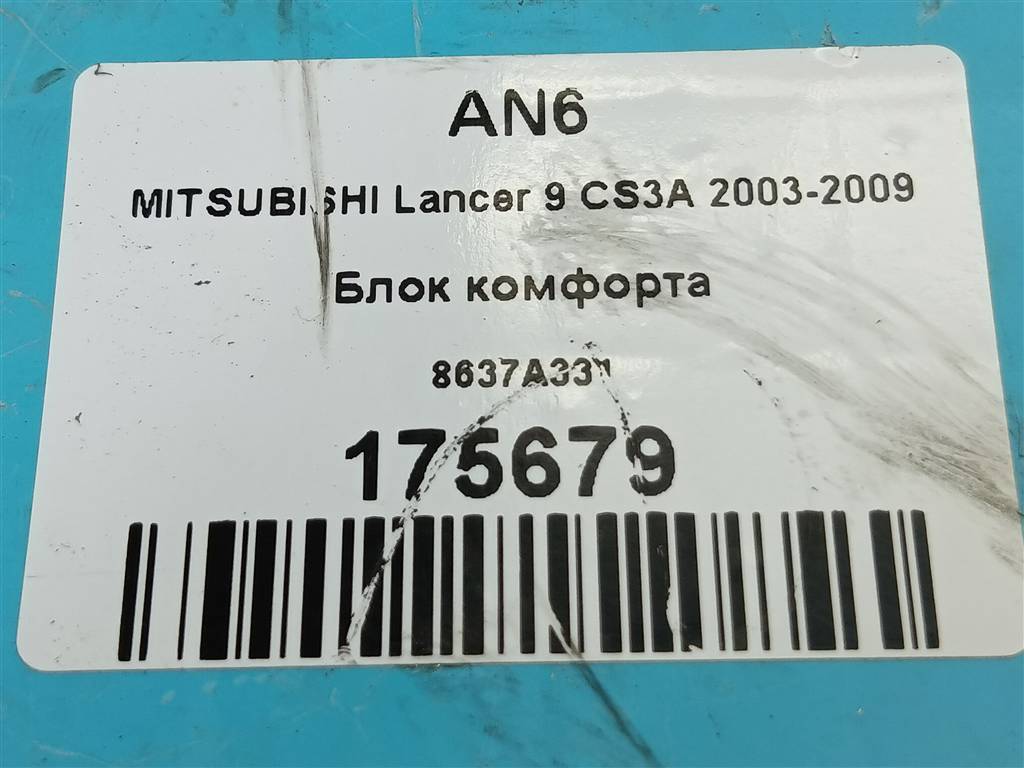 AN6
MITSUBISHI Lancer 9 CS3A 2003-2009
Блок комфорта
8637A331
175679